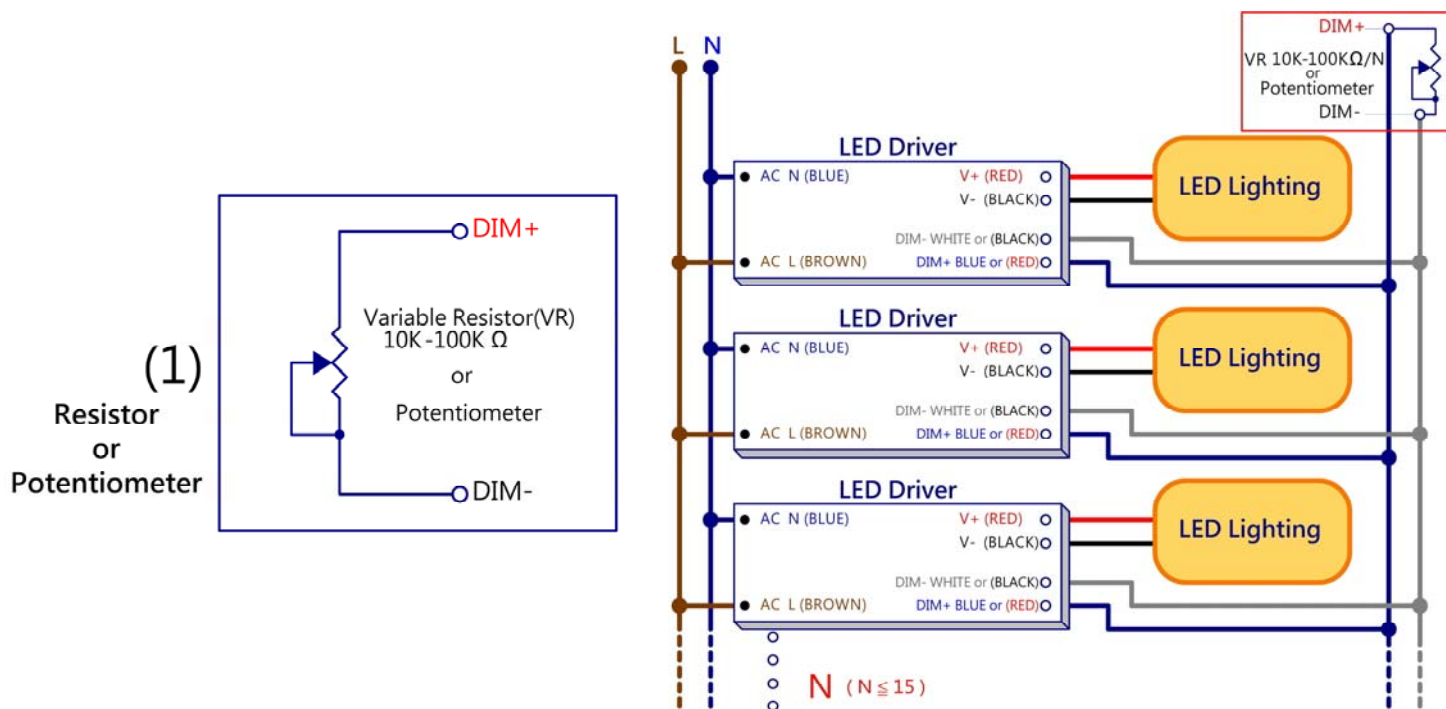 (1)
Resistor
or
Potentiometer
DIM+
Variable Resistor(VR)
10K-100K Ω
or
Potentiometer
DIM-
L N
DIM+
VR 10K-100KΩ/N
or
Potentiometer
DIM-
LED Driver
AC N (BLUE)
V+ (RED)
V- (BLACK)
DIM- WHITE or (BLACK)
AC L (BROWN)
DIM+ BLUE or (RED)
LED Lighting
LED Driver
AC N (BLUE)
V+ (RED)
V- (BLACK)
DIM- WHITE or (BLACK)
AC L (BROWN)
DIM+ BLUE or (RED)
LED Lighting
LED Driver
AC N (BLUE)
V+ (RED)
V- (BLACK)
DIM- WHITE or (BLACK)
AC L (BROWN)
DIM+ BLUE or (RED)
LED Lighting
N ( N ≦ 15 )